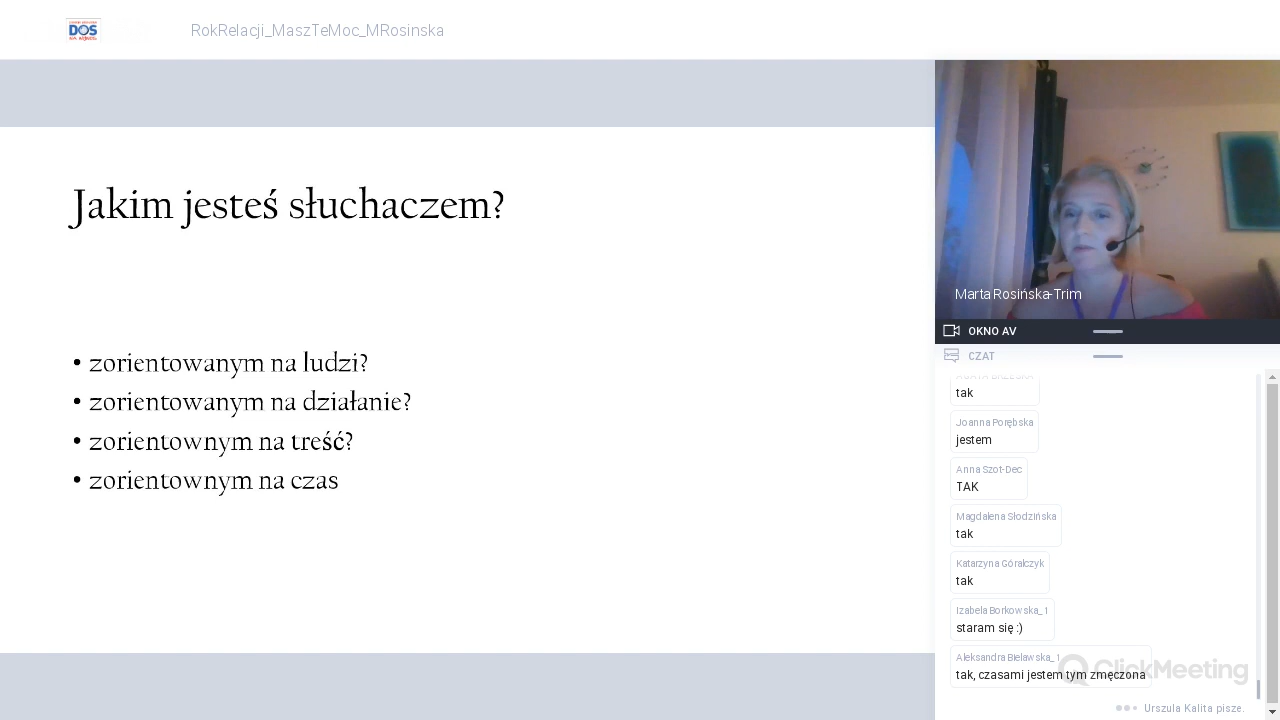 DOS
RokRelacji_MaszTeMoc_MRosinska
Jakim jesteś słuchaczem?
• zorientowanym na ludzi?
• zorientowanym na działanie?
• zorientownym na treść?
• zorientownym na czas
Marta Rosińska-Trim
OKNO AV
CZAT
tak
Joanna Porębska
jestem
Anna Szot-Dec
TAK
Magdalena Słodzińska
tak
Katarzyna Góralczyk
tak
Izabela Borkowska_1
staram się :)
Aleksandra Bielawska_1
tak, czasami jestem tym zmęczona
ClickMeeting
Urszula Kalita pisze.